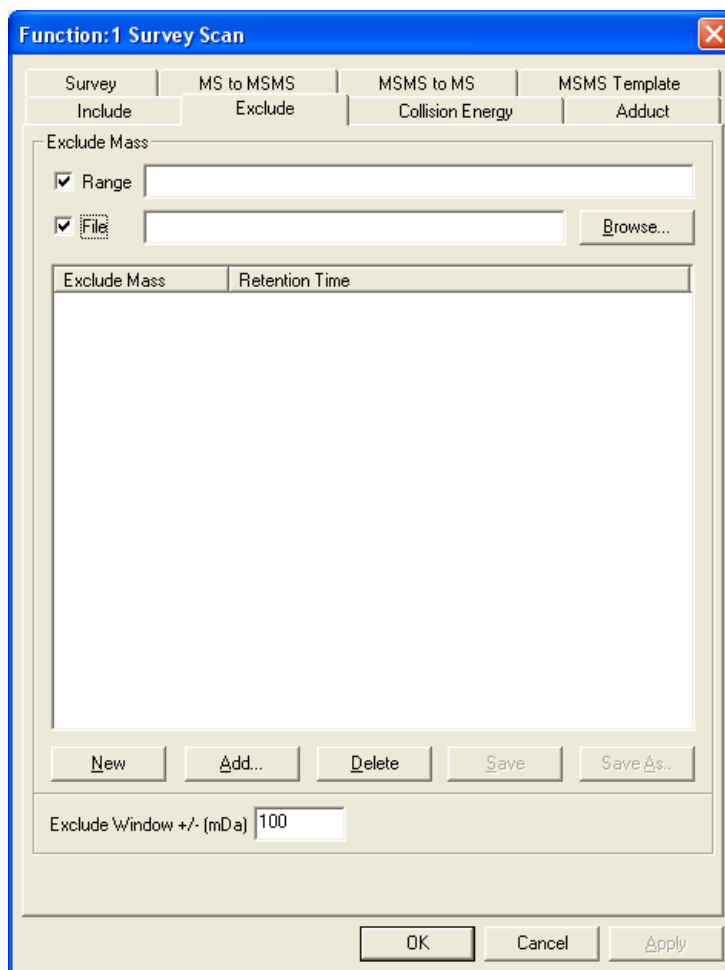 Function:1 Survey Scan
Survey MS to MSMS MSMS to MS MSMS Template
Include Exclude Collision Energy Adduct
Exclude Mass
Range
File Browse...
Exclude Mass Retention Time
New Add... Delete Save Save As..
Exclude Window +/- (mDa) 100
OK Cancel Apply